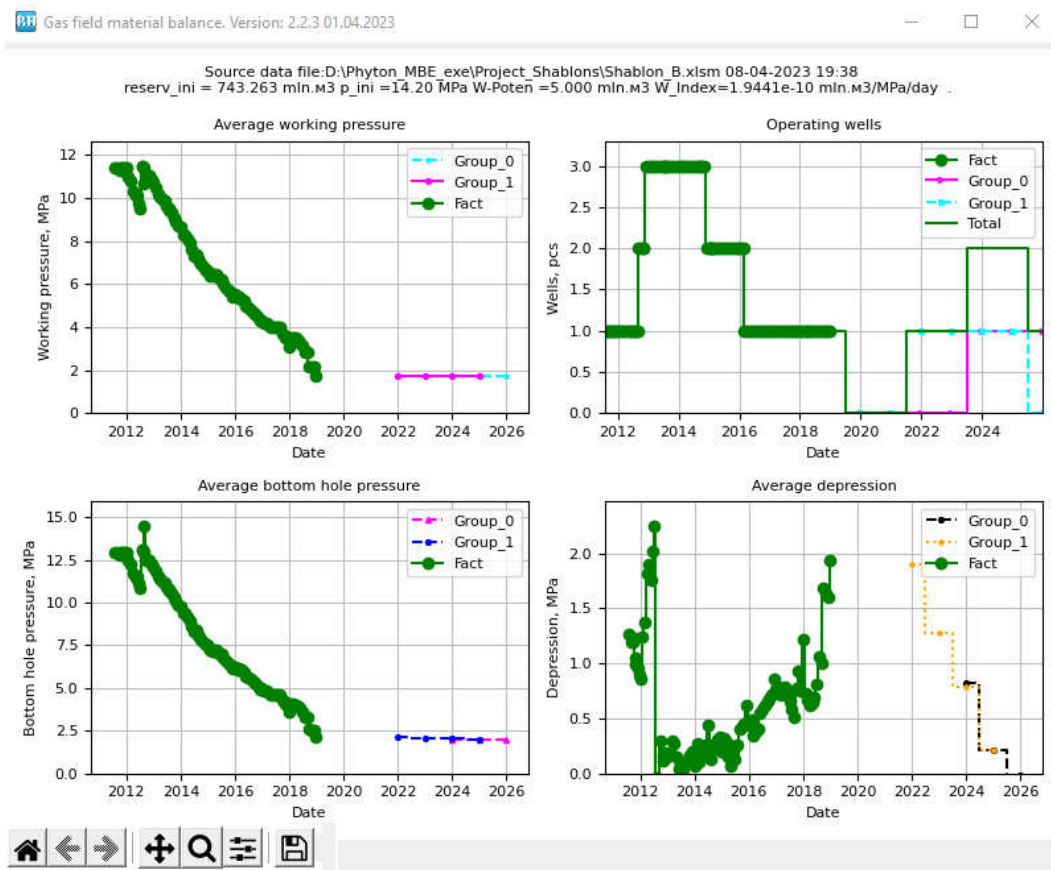 BH Gas field material balance. Version: 2.2.3 01.04.2023
Source data file:D:\Phyton_MBE_exe\Project_Shablons\Shablon_B.xlsm 08-04-2023 19:38
reserv_ini = 743.263 mln.м3 p_ini =14.20 MPa W-Poten =5.000 mln.м3 W_Index=1.9441e-10 mln.м3/MPa/day .
Average working pressure
Working pressure, MPa
12
10
8
6
4
2
0
Group_0
Group_1
Fact
2012 2014 2016 2018 2020 2022 2024 2026
Date
Operating wells
Wells, pcs
3.0
2.5
2.0
1.5
1.0
0.5
0.0
Fact
Group_0
Group_1
Total
2012 2014 2016 2018 2020 2022 2024
Date
Average bottom hole pressure
Bottom hole pressure, MPa
15.0
12.5
10.0
7.5
5.0
2.5
0.0
Group_0
Group_1
Fact
2012 2014 2016 2018 2020 2022 2024 2026
Date
Average depression
Depression, MPa
2.0
1.5
1.0
0.5
0.0
Group_0
Group_1
Fact
2012 2014 2016 2018 2020 2022 2024 2026
Date